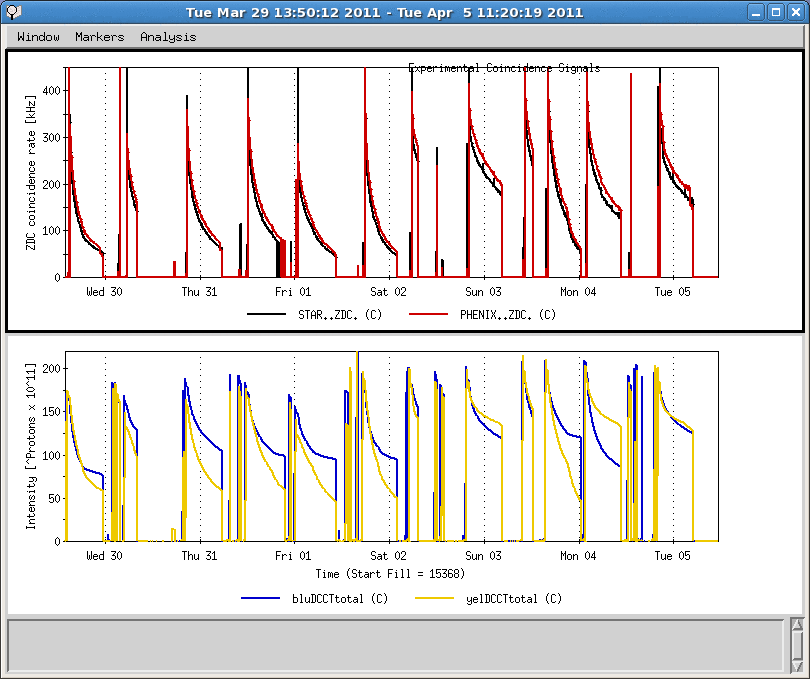 Tue Mar 29 13:50:12 2011 - Tue Apr  5 11:20:19 2011
Window Markers Analysis
Experimental Coincidence Signals
ZDC coincidence rate [kHz]
400
300
200
100
0
Wed 30 Thu 31 Fri 01 Sat 02 Sun 03 Mon 04 Tue 05
STAR..ZDC. (C) PHENIX..ZDC. (C)
Intensity [^Protons x 10^11]
200
150
100
50
0
Wed 30 Thu 31 Fri 01 Sat 02 Sun 03 Mon 04 Tue 05
Time (Start Fill = 15368)
bluDCCTtotal (C) yelDCCTtotal (C)